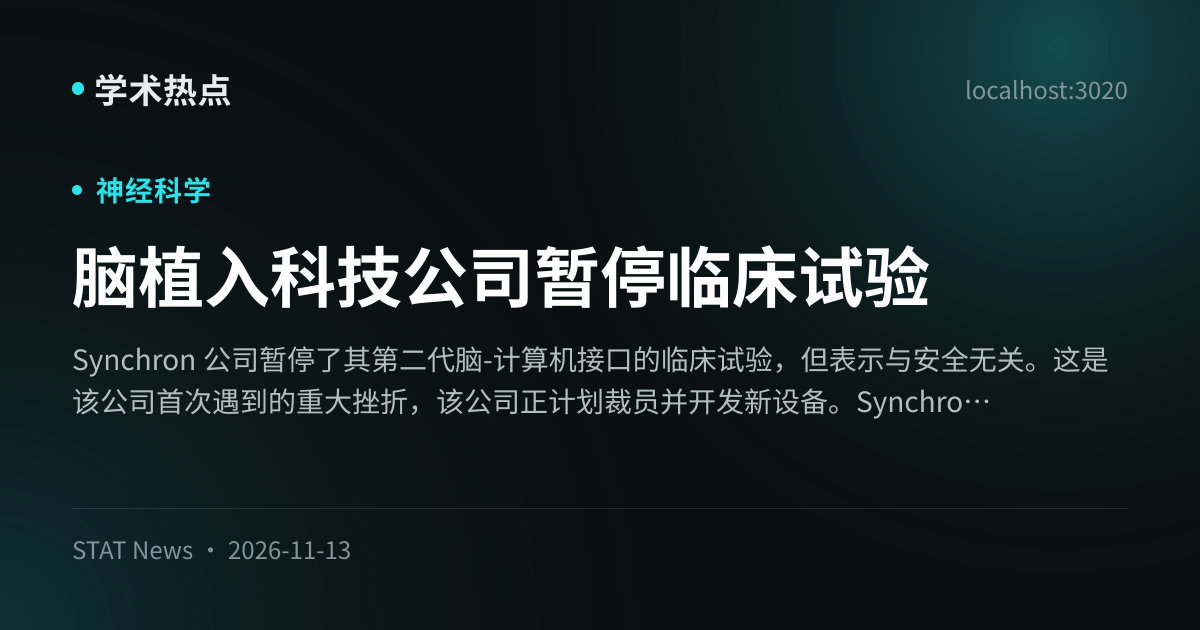 学术热点
localhost:3020
神经科学
脑植入科技公司暂停临床试验
Synchron 公司暂停了其第二代脑-计算机接口的临床试验，但表示与安全无关。这是
该公司首次遇到的重大挫折，该公司正计划裁员并开发新设备。Synchro…
STAT News • 2026-11-13